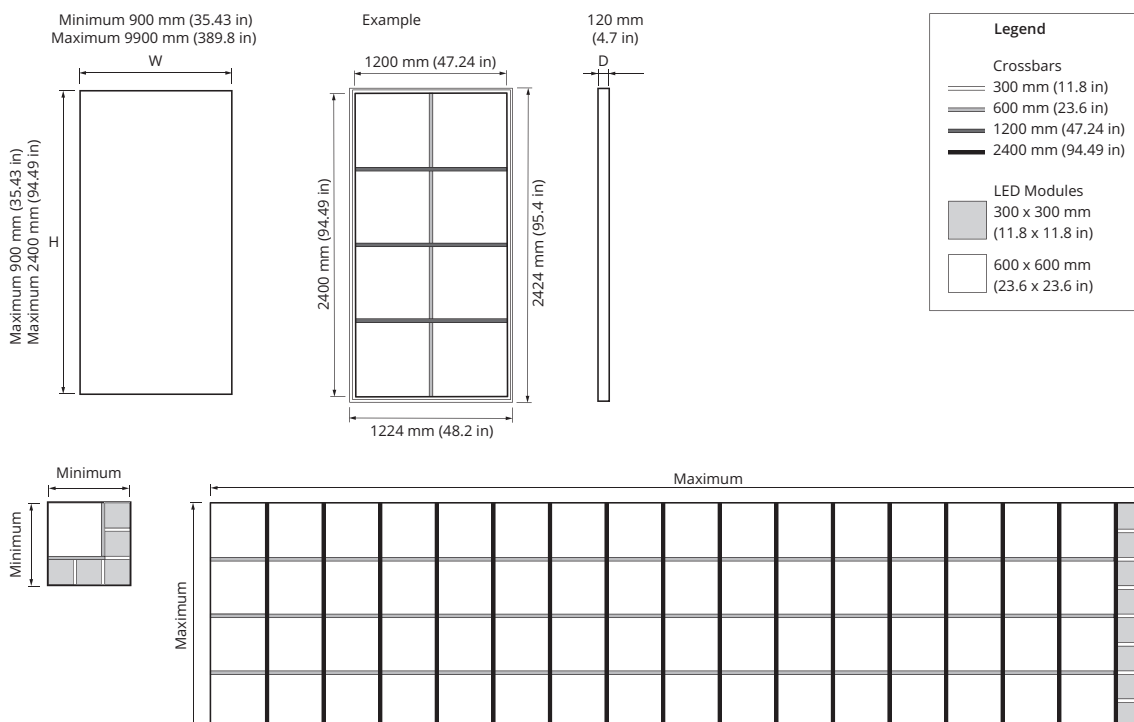 Minimum 900 mm (35.43 in)
Maximum 9900 mm (389.8 in)
W
Maximum 900 mm (35.43 in)
Maximum 2400 mm (94.49 in)
H
Example
1200 mm (47.24 in)
2400 mm (94.49 in)
2424 mm (95.4 in)
1224 mm (48.2 in)
120 mm
(4.7 in)
D
Legend
Crossbars
300 mm (11.8 in)
600 mm (23.6 in)
1200 mm (47.24 in)
2400 mm (94.49 in)
LED Modules
300 x 300 mm
(11.8 x 11.8 in)
600 x 600 mm
(23.6 x 23.6 in)
Minimum
Minimum
Maximum
Maximum